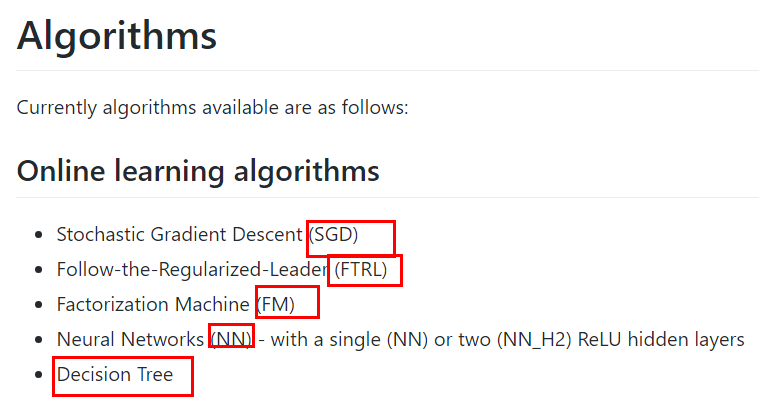 Algorithms
Currently algorithms available are as follows:
Online learning algorithms
Stochastic Gradient Descent (SGD)
Follow-the-Regularized-Leader (FTRL)
Factorization Machine (FM)
Neural Networks (NN) - with a single (NN) or two (NN_H2) ReLU hidden layers
Decision Tree